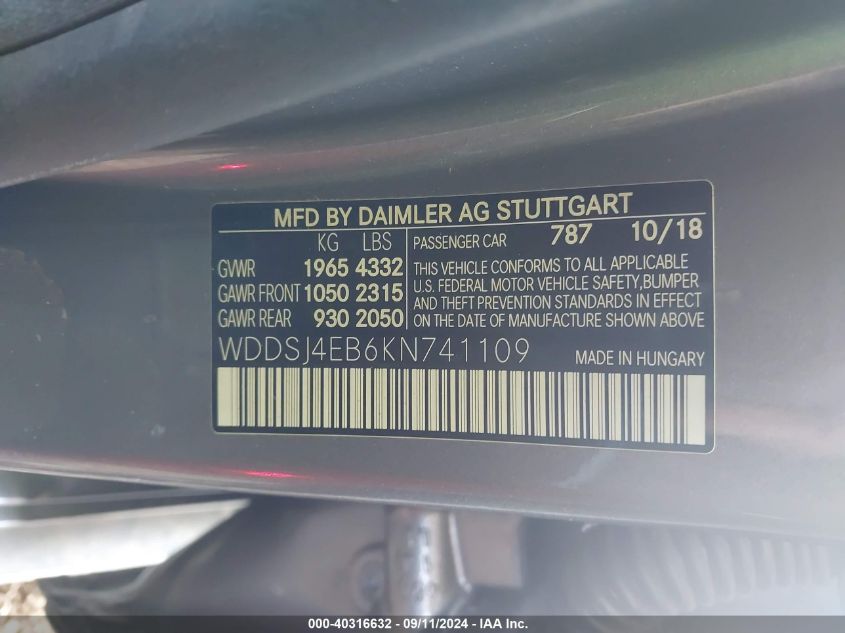 MFD BY DAIMLER AG STUTTGART
KG LBS
GVWR 1965 4332
GAWR FRONT 1050 2315
GAWR REAR 930 2050
PASSENGER CAR 787 10/18
THIS VEHICLE CONFORMS TO ALL APPLICABLE
U.S. FEDERAL MOTOR VEHICLE SAFETY,BUMPER
AND THEFT PREVENTION STANDARDS IN EFFECT
ON THE DATE OF MANUFACTURE SHOWN ABOVE
WDDSJ4EB6KN741109 MADE IN HUNGARY
000-40316632 - 09/11/2024 - IAA Inc.